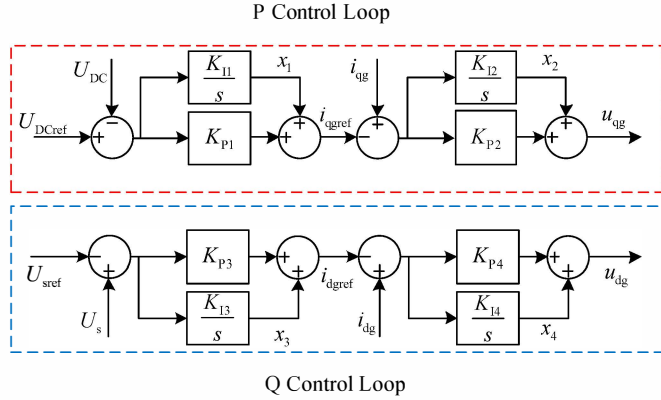 P Control Loop
U_DC
K_I1
s
x_1
i_qg
K_I2
s
x_2
U_DCref
−
+
K_P1
+
+
i_qgref
−
+
K_P2
+
+
u_qg
U_sref
−
+
K_P3
+
+
i_dgref
−
+
K_P4
+
+
u_dg
U_s
K_I3
s
x_3
i_dg
K_I4
s
x_4
Q Control Loop